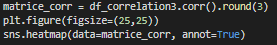 matrice_corr = df_correlation3.corr().round(3)
plt.figure(figsize=(25,25))
sns.heatmap(data=matrice_corr, annot=True)